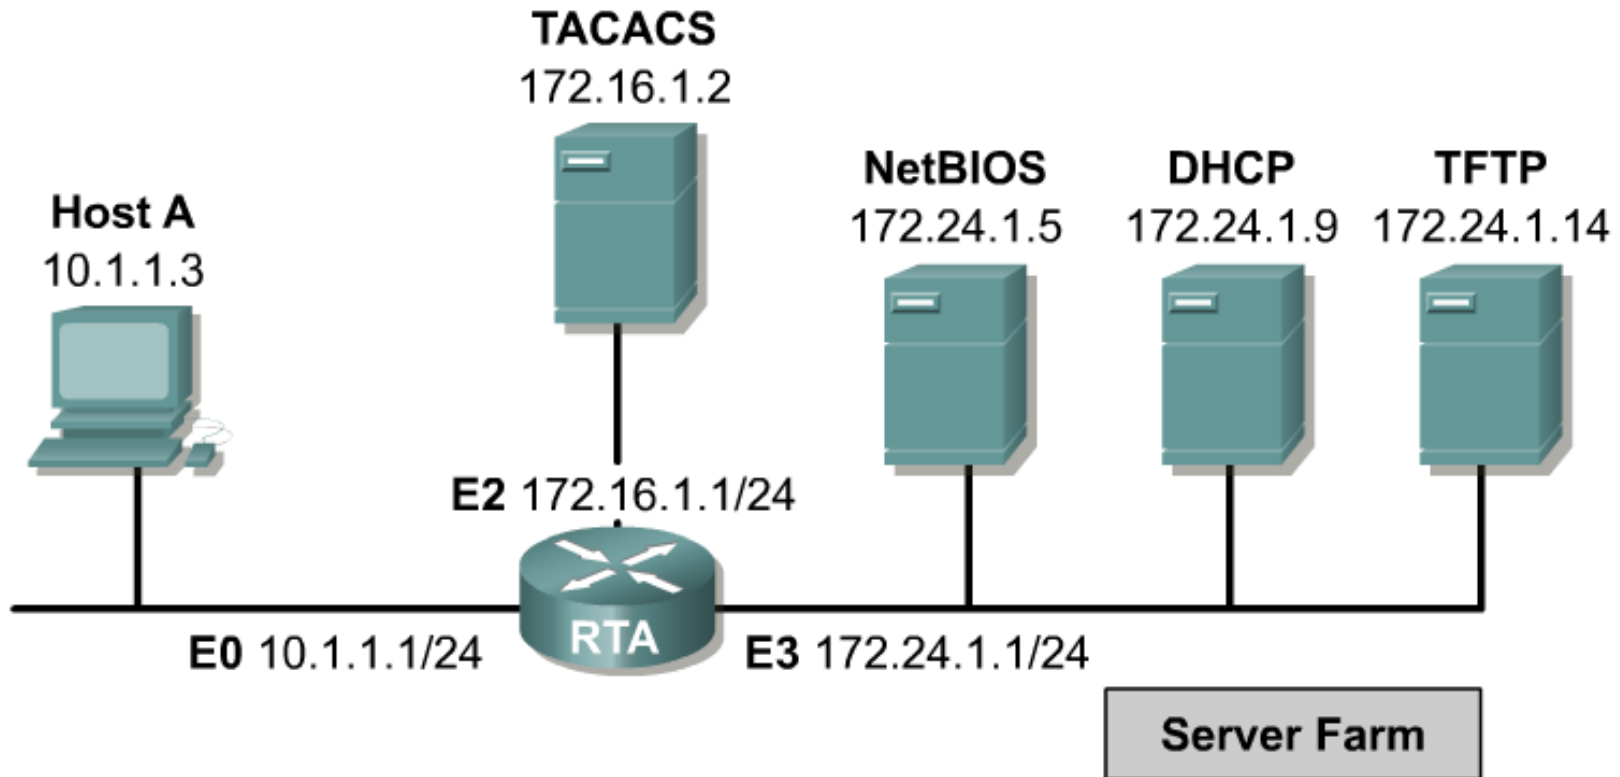 TACACS
172.16.1.2
NetBIOS
172.24.1.5
DHCP
172.24.1.9
TFTP
172.24.1.14
Host A
10.1.1.3
E2 172.16.1.1/24
RTA
E0 10.1.1.1/24
E3 172.24.1.1/24
Server Farm